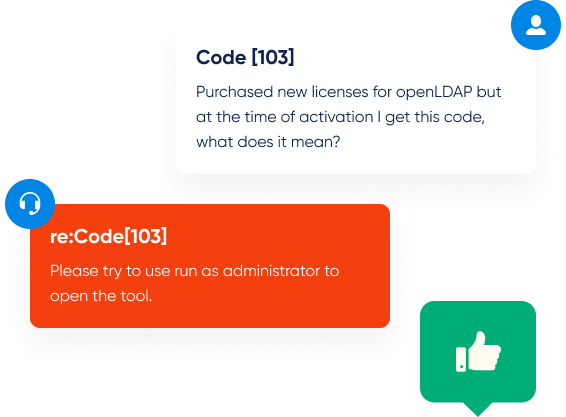 Code [103]
Purchased new licenses for openLDAP but
at the time of activation I get this code,
what does it mean?
re:Code[103]
Please try to use run as administrator to
open the tool.